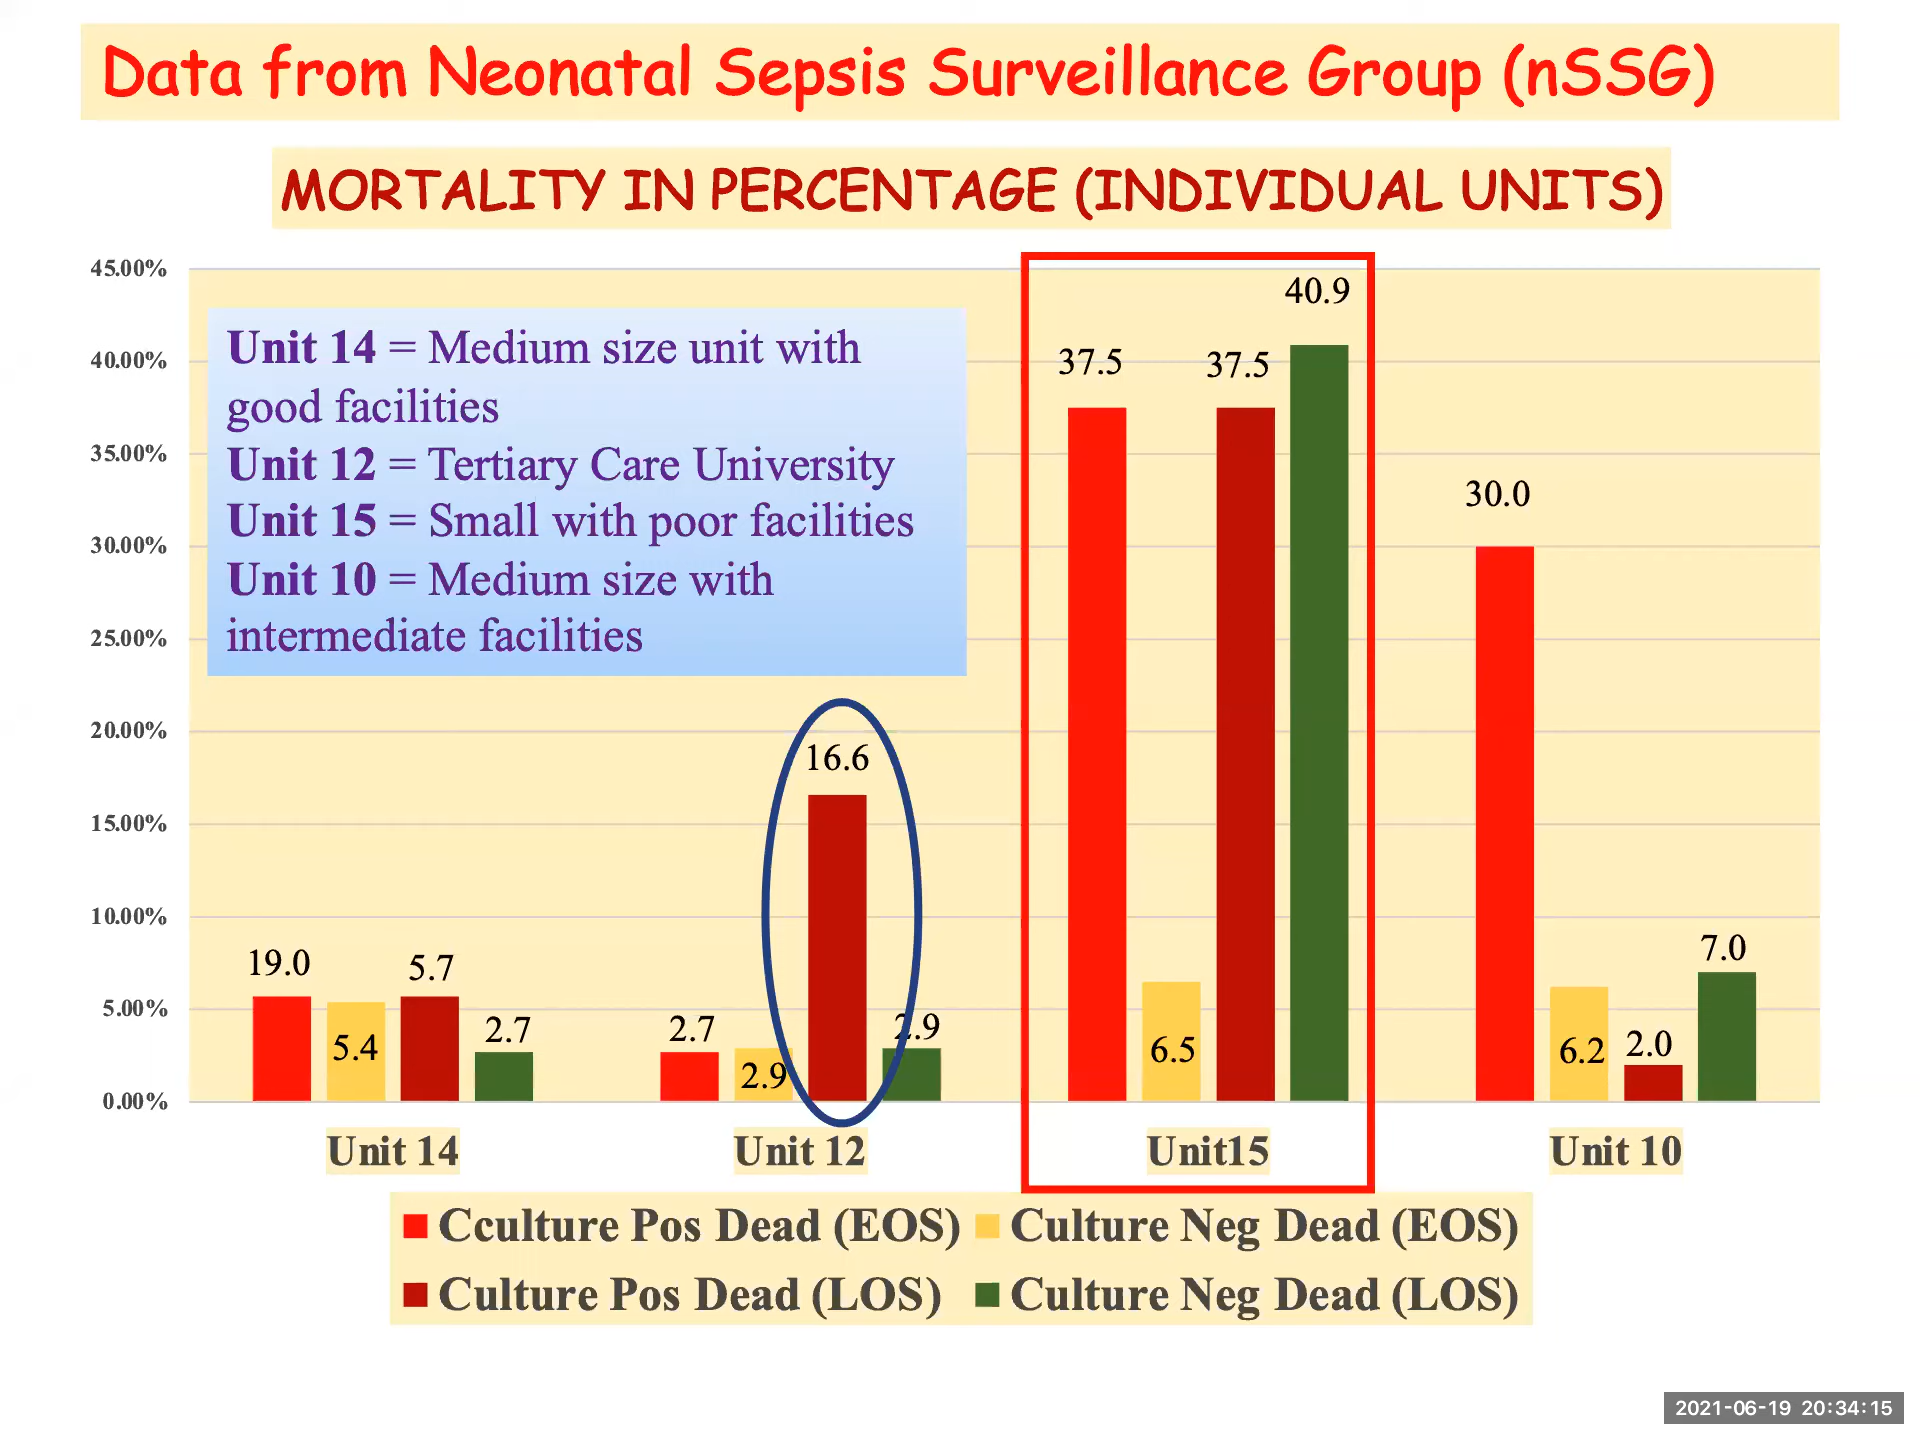 Data from Neonatal Sepsis Surveillance Group (nSSG)
MORTALITY IN PERCENTAGE (INDIVIDUAL UNITS)
45.00%
40.00%
35.00%
30.00%
25.00%
20.00%
15.00%
10.00%
5.00%
0.00%
Unit 14 = Medium size unit with
good facilities
Unit 12 = Tertiary Care University
Unit 15 = Small with poor facilities
Unit 10 = Medium size with
intermediate facilities
19.0
5.4
5.7
2.7
2.7
2.9
16.6
2.9
37.5
6.5
37.5
40.9
30.0
6.2
2.0
7.0
Unit 14
Unit 12
Unit15
Unit 10
Cculture Pos Dead (EOS)
Culture Neg Dead (EOS)
Culture Pos Dead (LOS)
Culture Neg Dead (LOS)
2021-06-19 20:34:15